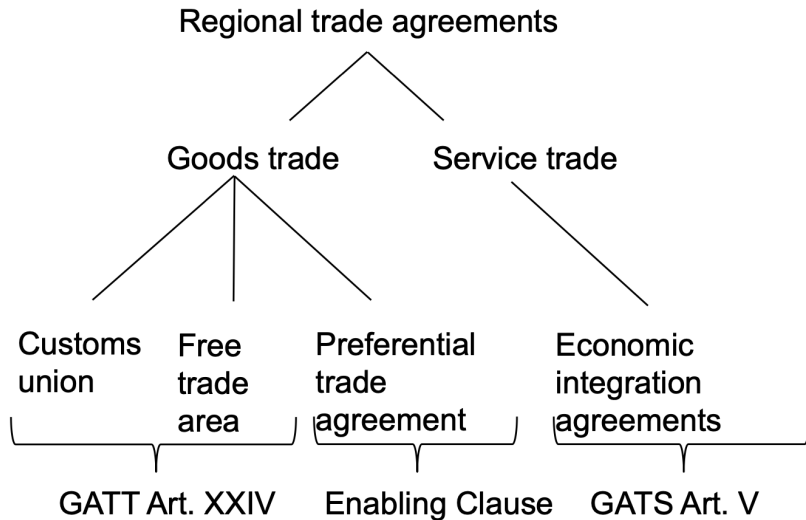 Regional trade agreements
Goods trade
Service trade
Customs
union
Free
trade
area
Preferential
trade
agreement
Economic
integration
agreements
GATT Art. XXIV
Enabling Clause
GATS Art. V